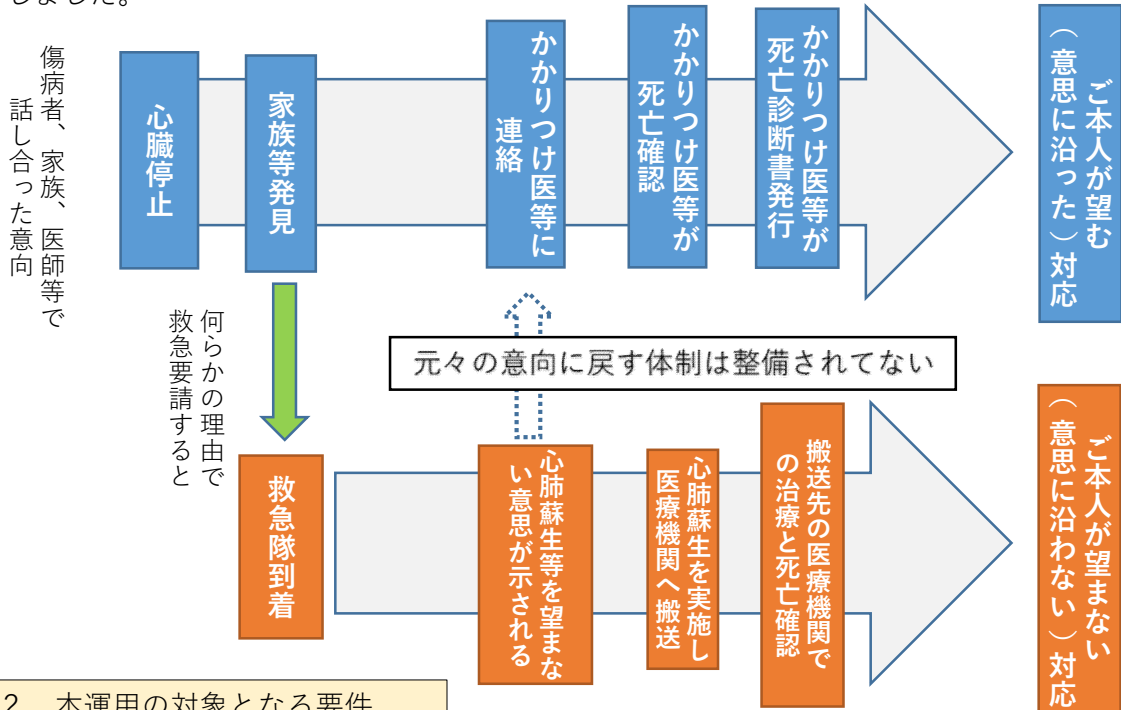 しました。
傷病者、家族、医師等で
話し合った意向
心臓停止
家族等発見
かかりつけ医等に
連絡
かかりつけ医等が
死亡確認
かかりつけ医等が
死亡診断書発行
ご本人が望む
（意思に沿った）対応
何らかの理由で
救急要請すると
元々の意向に戻す体制は整備されてない
救急隊到着
心肺蘇生等を望まな
い意思が示される
心肺蘇生を実施し
医療機関へ搬送
搬送先の医療機関で
の治療と死亡確認
ご本人が望まない
（意思に沿わない）対応
2　本運用の対象となる要件